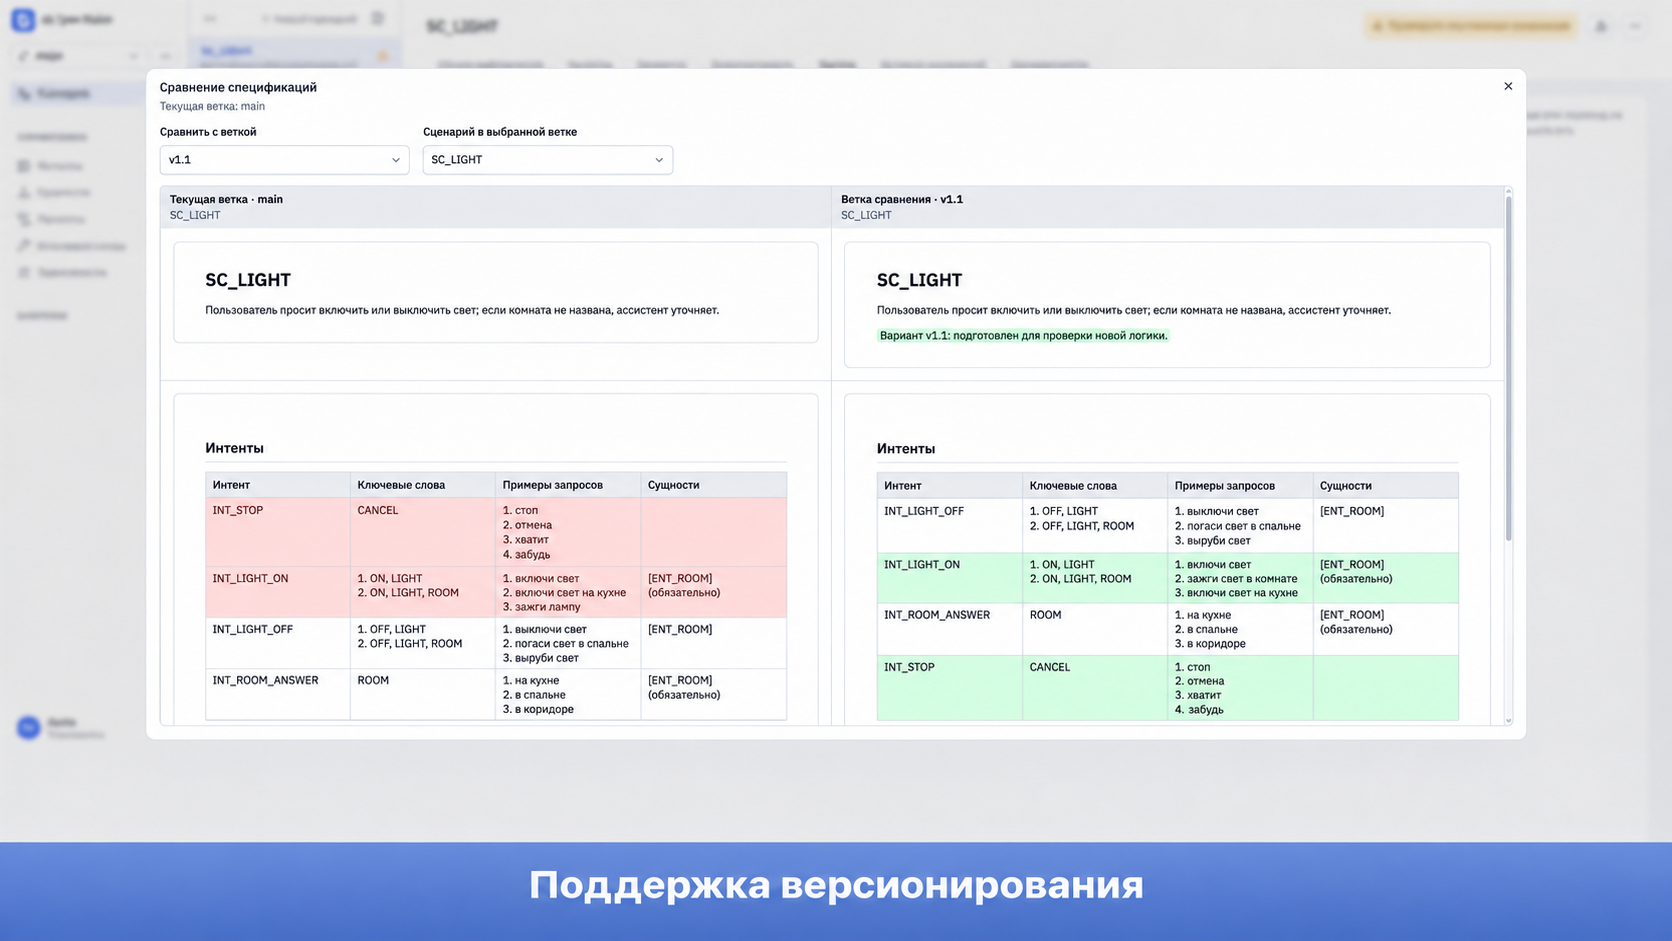 SC_LIGHT
main
Сравнение спецификаций
Текущая ветка: main
Сравнить с веткой
Сценарий в выбранной ветке
v1.1
SC_LIGHT
Текущая ветка · main
SC_LIGHT
Ветка сравнения · v1.1
SC_LIGHT
SC_LIGHT
Пользователь просит включить или выключить свет; если комната не названа, ассистент уточняет.
SC_LIGHT
Пользователь просит включить или выключить свет; если комната не названа, ассистент уточняет.
Вариант v1.1: подготовлен для проверки новой логики.
Интенты
Интент Ключевые слова Примеры запросов Сущности
INT_STOP CANCEL 1. стоп
2. отмена
3. хватит
4. забудь
INT_LIGHT_ON 1. ON, LIGHT 1. включи свет [ENT_ROOM]
2. ON, LIGHT, ROOM 2. включи свет на кухне (обязательно)
3. зажги лампу
INT_LIGHT_OFF 1. OFF, LIGHT 1. выключи свет [ENT_ROOM]
2. OFF, LIGHT, ROOM 2. погаси свет в спальне
3. выруби свет
INT_ROOM_ANSWER ROOM 1. на кухне [ENT_ROOM]
2. в спальне (обязательно)
3. в коридоре
Интенты
Интент Ключевые слова Примеры запросов Сущности
INT_LIGHT_OFF 1. OFF, LIGHT 1. выключи свет [ENT_ROOM]
2. OFF, LIGHT, ROOM 2. погаси свет в спальне
3. выруби свет
INT_LIGHT_ON 1. ON, LIGHT 1. включи свет [ENT_ROOM]
2. ON, LIGHT, ROOM 2. зажги свет в комнате (обязательно)
3. включи свет на кухне
INT_ROOM_ANSWER ROOM 1. на кухне [ENT_ROOM]
2. в спальне (обязательно)
3. в коридоре
INT_STOP CANCEL 1. стоп
2. отмена
3. хватит
4. забудь
Поддержка версионирования